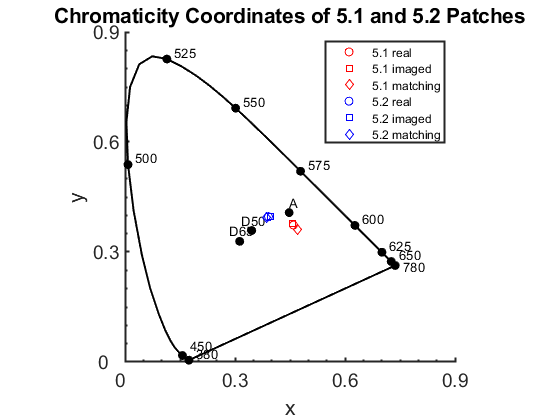 Chromaticity Coordinates of 5.1 and 5.2 Patches
0.9
5.1 real
5.1 imaged
5.1 matching
5.2 real
5.2 imaged
5.2 matching
525
550
0.6
500
575
A
D50
D65
600
y
0.3
625
650
780
450
380
0
0 0.3 0.6 0.9
x